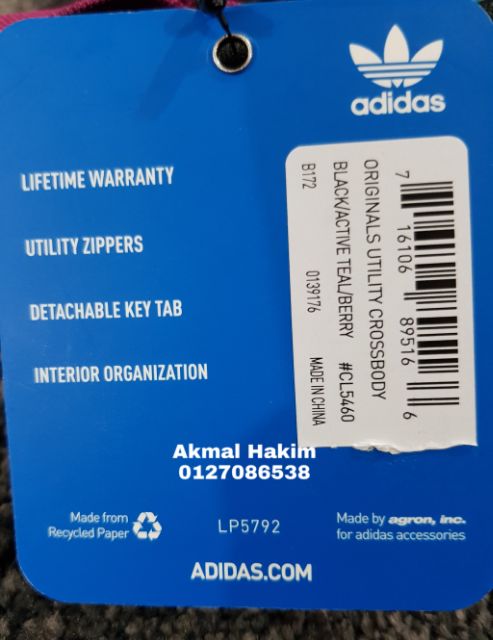 adidas
LIFETIME WARRANTY
UTILITY ZIPPERS
DETACHABLE KEY TAB
INTERIOR ORGANIZATION
7 16106 89516 6
ORIGINALS UTILITY CROSSBODY
BLACK/ACTIVE TEAL/BERRY #CL5460
B172 0139176 MADE IN CHINA
Akmal Hakim
0127086538
Made from
Recycled Paper
LP5792
Made by agron, inc.
for adidas accessories
ADIDAS.COM